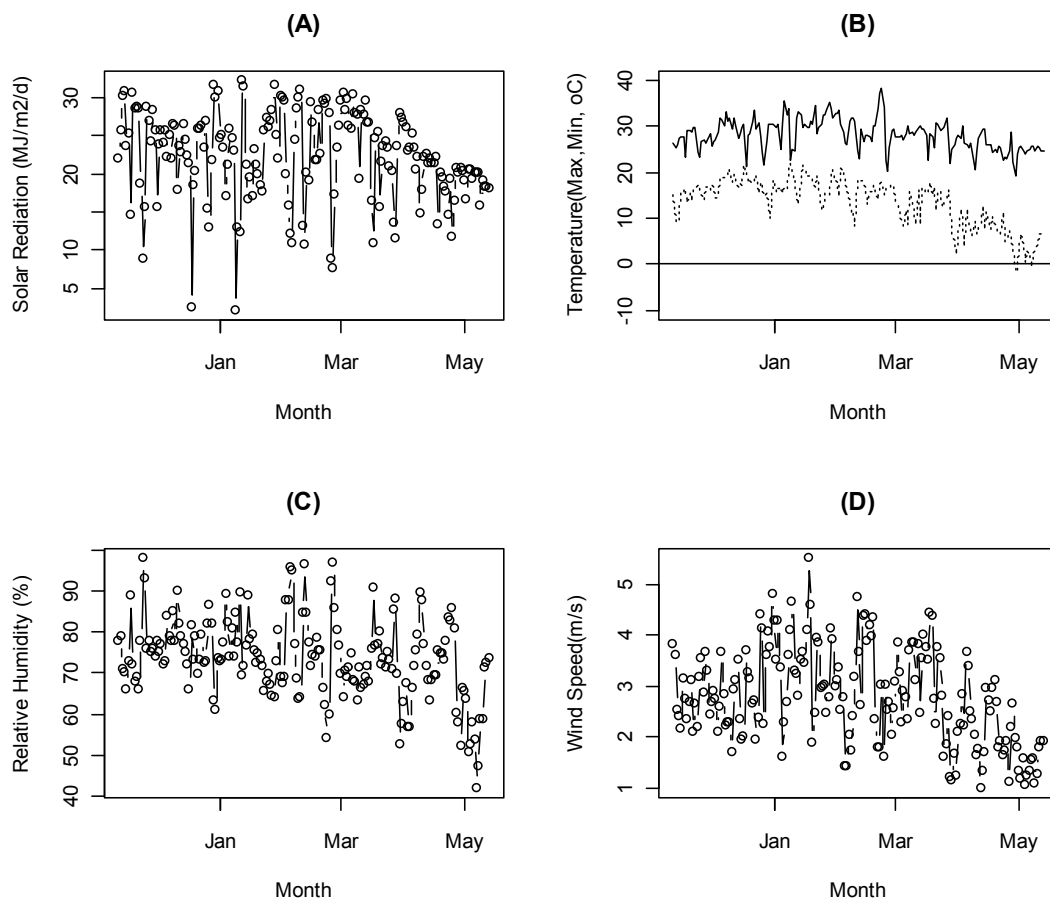 (A)
Solar Rediation (MJ/m2/d)
30
20
10
5
Jan
Mar
May
Month
(B)
Temperature(Max,Min, oC)
40
30
20
10
0
-10
Jan
Mar
May
Month
(C)
Relative Humidity (%)
90
80
70
60
50
40
Jan
Mar
May
Month
(D)
Wind Speed(m/s)
5
4
3
2
1
Jan
Mar
May
Month